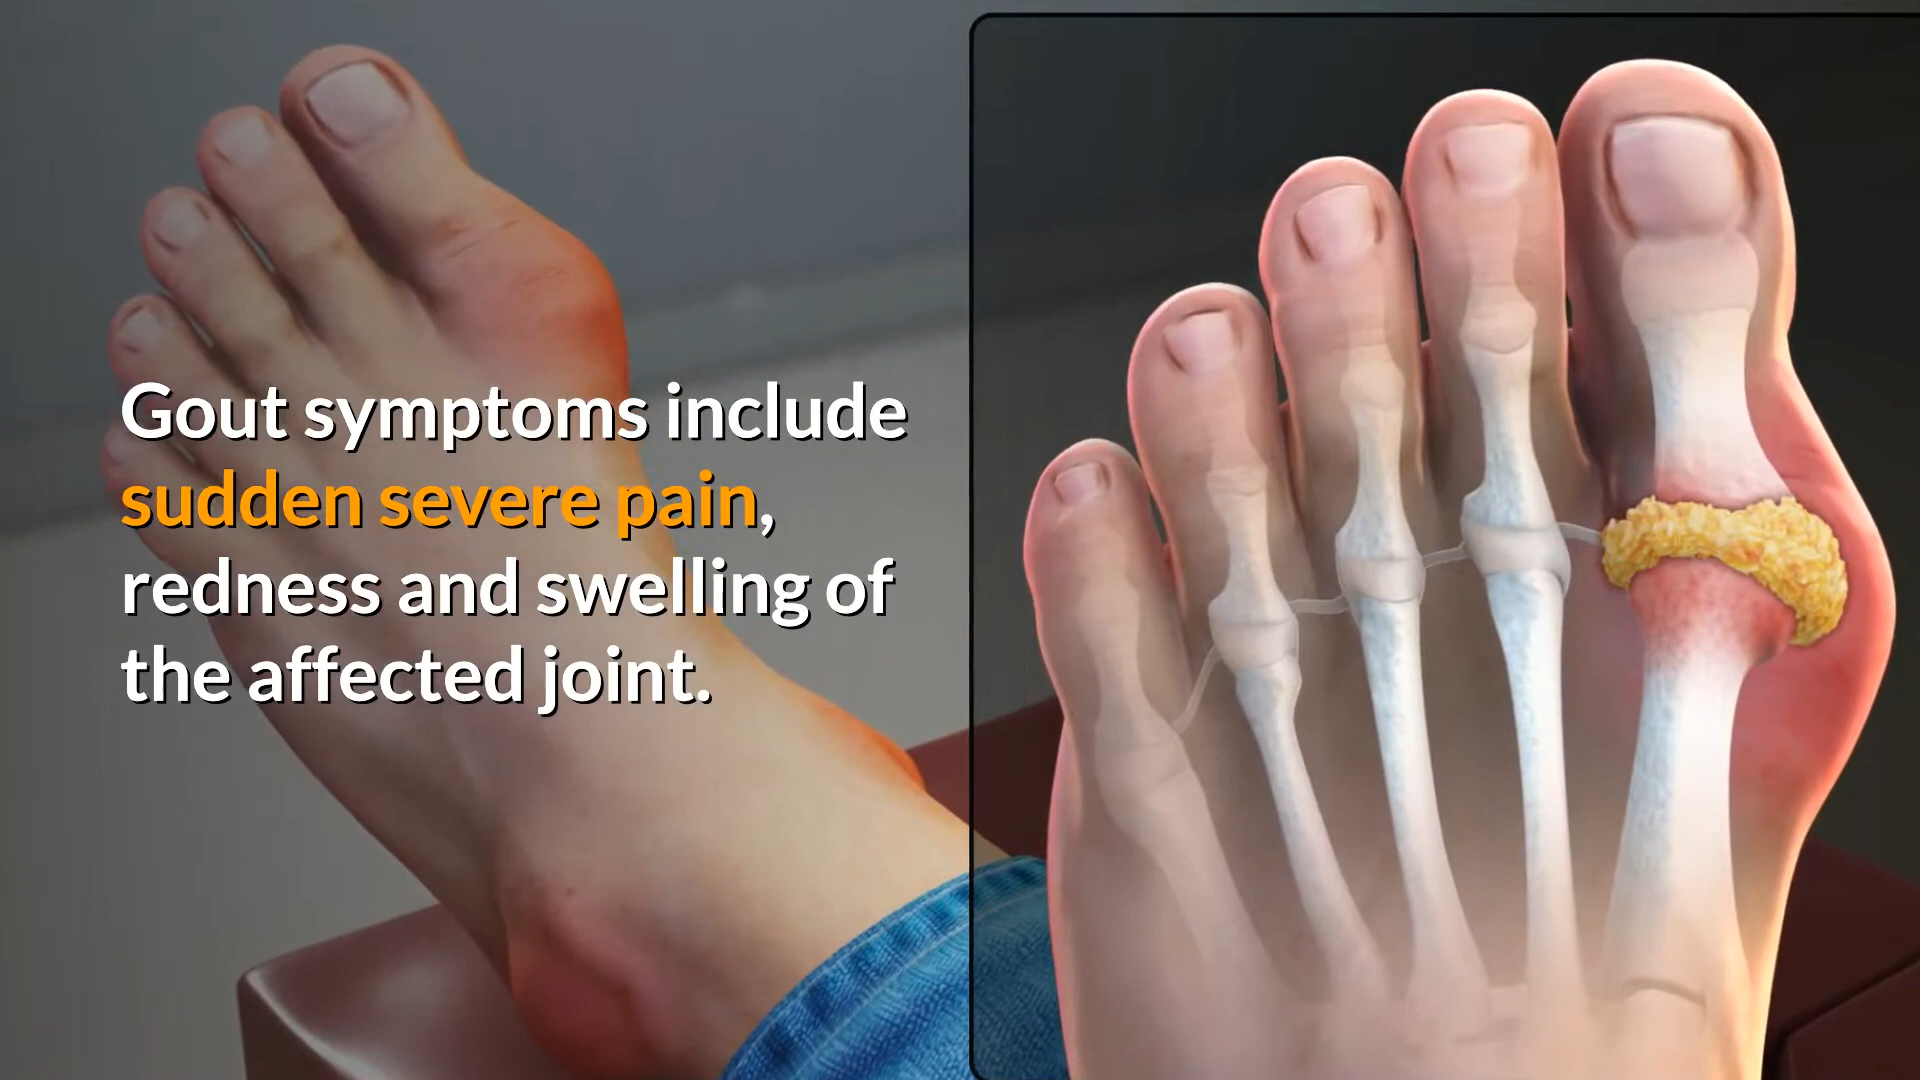 Gout symptoms include
sudden severe pain,
redness and swelling of
the affected joint.